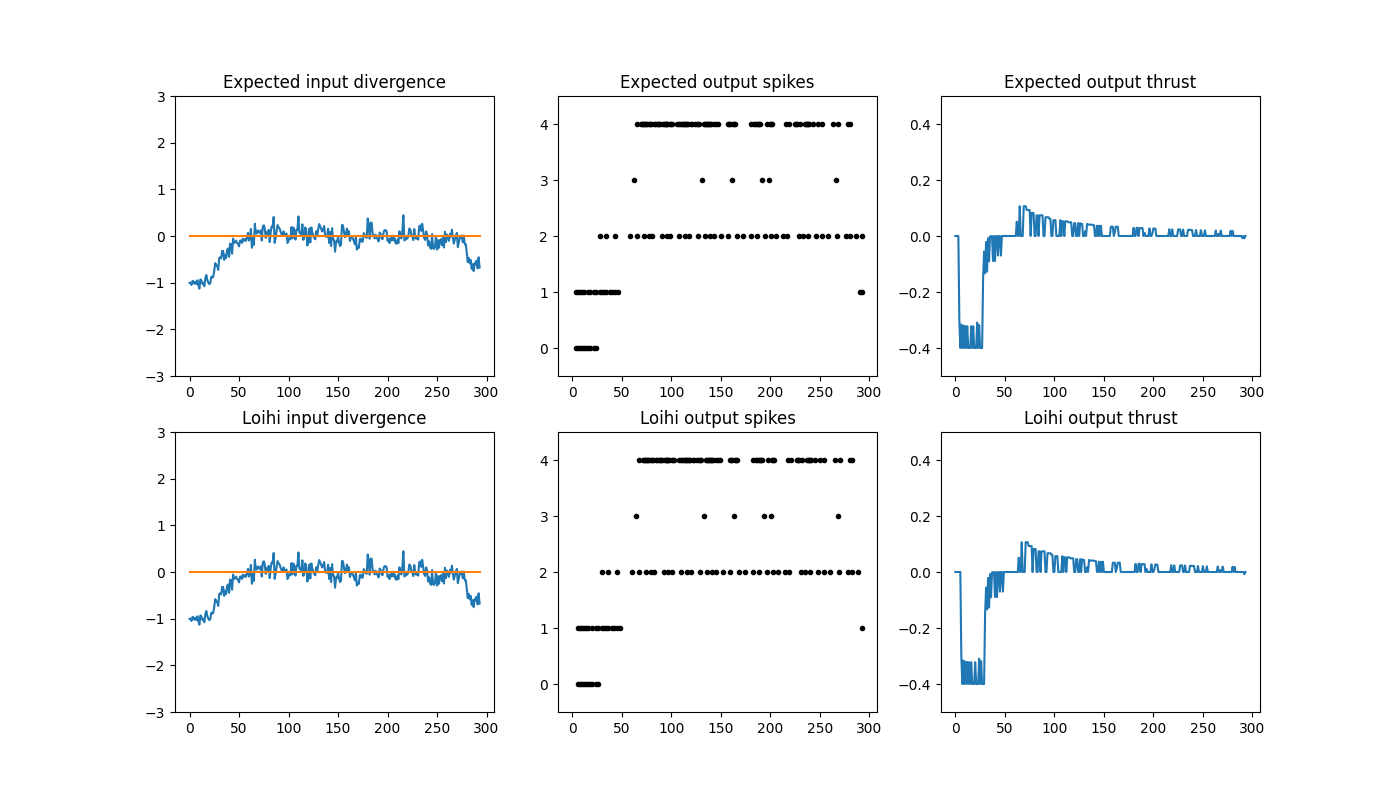 Expected input divergence
Expected output spikes
Expected output thrust
3
2
1
0
−1
−2
−3
0 50 100 150 200 250 300
4
3
2
1
0
0 50 100 150 200 250 300
0.4
0.2
0.0
−0.2
−0.4
0 50 100 150 200 250 300
Loihi input divergence
Loihi output spikes
Loihi output thrust
3
2
1
0
−1
−2
−3
0 50 100 150 200 250 300
4
3
2
1
0
0 50 100 150 200 250 300
0.4
0.2
0.0
−0.2
−0.4
0 50 100 150 200 250 300